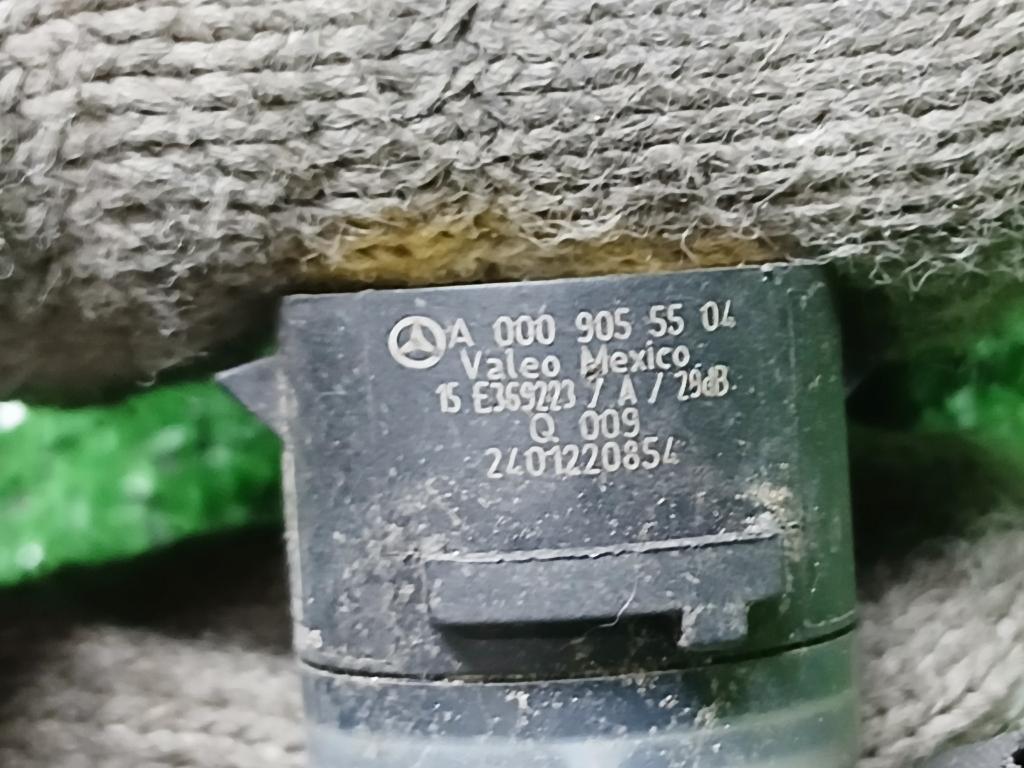 A 000 905 55 04
Valeo Mexico
15 E369223 / A / 29dB
Q 009
2401220854